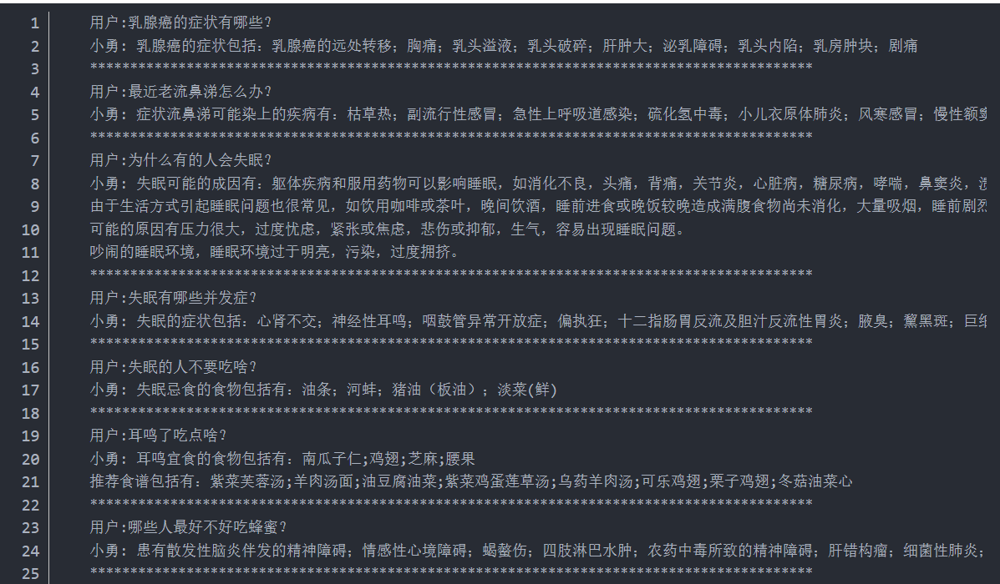 1 用户:乳腺癌的症状有哪些?
2 小勇: 乳腺癌的症状包括: 乳腺癌的远处转移; 胸痛; 乳头溢液; 乳头破碎; 肝肿大; 泌乳障碍; 乳头内陷; 乳房肿块; 剧痛
3 ******************************************************************************************
4 用户:最近老流鼻涕怎么办?
5 小勇: 症状流鼻涕可能染上的疾病有: 枯草热; 副流行性感冒; 急性上呼吸道感染; 硫化氢中毒; 小儿衣原体肺炎; 风寒感冒; 慢性额窦
6 ******************************************************************************************
7 用户:为什么有的人会失眠?
8 小勇: 失眠可能的成因有: 躯体疾病和服用药物可以影响睡眠，如消化不良，头痛，背痛，关节炎，心脏病，糖尿病，哮喘，鼻窦炎，溃
9 由于生活方式引起睡眠问题也很常见，如饮用咖啡或茶叶，晚间饮酒，睡前进食或晚饭较晚造成满腹食物尚未消化，大量吸烟，睡前剧烈
10 可能的原因有压力很大，过度忧虑，紧张或焦虑，悲伤或抑郁，生气，容易出现睡眠问题。
11 吵闹的睡眠环境，睡眠环境过于明亮，污染，过度拥挤。
12 ******************************************************************************************
13 用户:失眠有哪些并发症?
14 小勇: 失眠的症状包括: 心肾不交; 神经性耳鸣; 咽鼓管异常开放症; 偏执狂; 十二指肠胃反流及胆汁反流性胃炎; 腋臭; 黧黑斑; 巨细
15 ******************************************************************************************
16 用户:失眠的人不要吃啥?
17 小勇: 失眠忌食的食物包括有: 油条; 河蚌; 猪油（板油）; 淡菜(鲜)
18 ******************************************************************************************
19 用户:耳鸣了吃点啥?
20 小勇: 耳鸣宜食的食物包括有: 南瓜子仁;鸡翅;芝麻;腰果
21 推荐食谱包括有: 紫菜芙蓉汤;羊肉汤面;油豆腐油菜;紫菜鸡蛋莲草汤;乌药羊肉汤;可乐鸡翅;栗子鸡翅;冬菇油菜心
22 ******************************************************************************************
23 用户:哪些人最好不好吃蜂蜜?
24 小勇: 患有散发性脑炎伴发的精神障碍; 情感性心境障碍; 蝎螫伤; 四肢淋巴水肿; 农药中毒所致的精神障碍; 肝错构瘤; 细菌性肺炎;
25 ******************************************************************************************